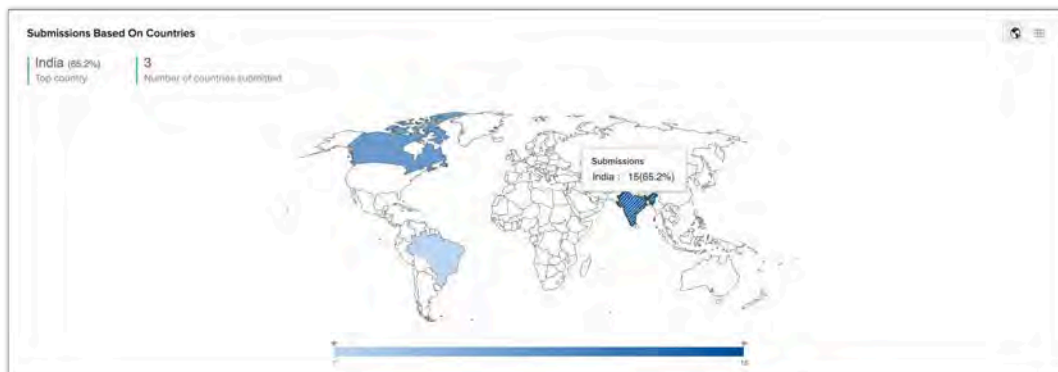 Submissions Based On Countries
India (65.2%)
Top country
3
Number of countries submitted
Submissions
India : 15(65.2%)